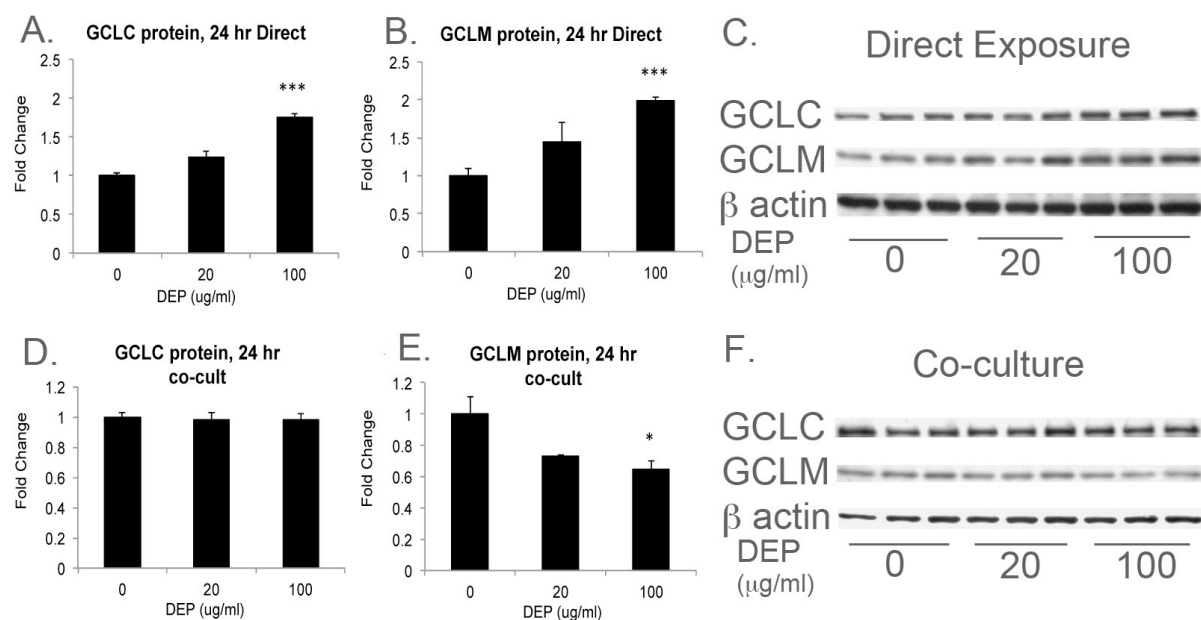 A.
GCLC protein, 24 hr Direct
Fold Change
2.5
2
1.5
1
0.5
0
***
0 20 100
DEP (ug/ml)
B.
GCLM protein, 24 hr Direct
Fold Change
2.5
2
1.5
1
0.5
0
***
0 20 100
DEP (ug/ml)
C.
Direct Exposure
GCLC
GCLM
β actin
DEP
(μg/ml)
0 20 100
D.
GCLC protein, 24 hr
co-cult
Fold Change
1.2
1
0.8
0.6
0.4
0.2
0
0 20 100
DEP (ug/ml)
E.
GCLM protein, 24 hr
co-cult
Fold Change
1.2
1
0.8
0.6
0.4
0.2
0
*
0 20 100
DEP (ug/ml)
F.
Co-culture
GCLC
GCLM
β actin
DEP
(μg/ml)
0 20 100